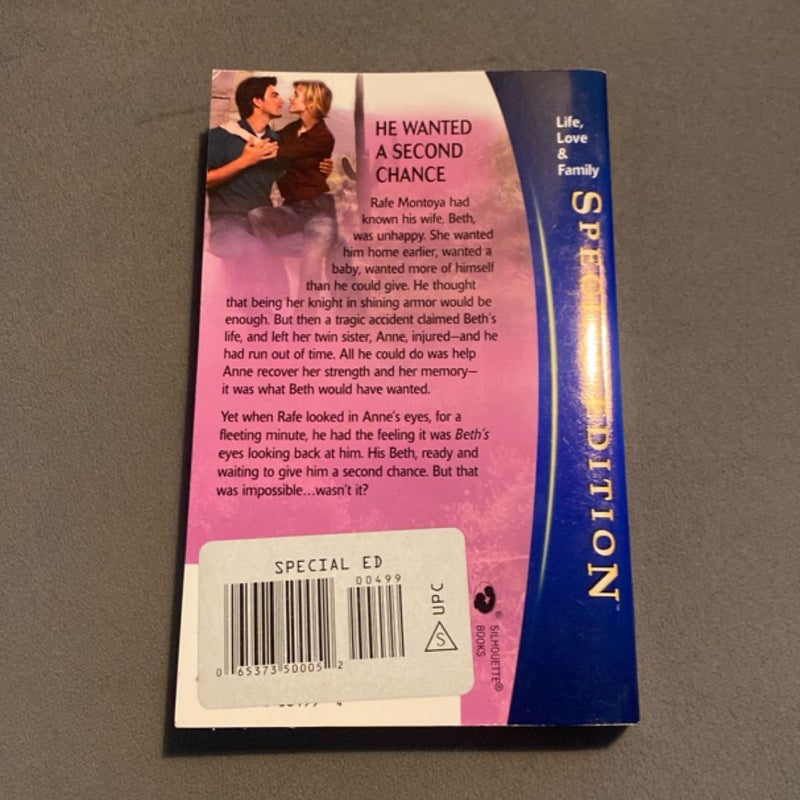 HE WANTED
A SECOND
CHANCE
Rafe Montoya had
known his wife, Beth,
was unhappy. She wanted
him home earlier, wanted a
baby, wanted more of himself
than he could give. He thought
that being her knight in shining armor would be
enough. But then a tragic accident claimed Beth's
life, and left her twin sister, Anne, injured—and he
had run out of time. All he could do was help
Anne recover her strength and her memory—
it was what Beth would have wanted.
Yet when Rafe looked in Anne's eyes, for a
fleeting minute, he had the feeling it was Beth's
eyes looking back at him. His Beth, ready and
waiting to give him a second chance. But that
was impossible...wasn't it?
Life,
Love
&
Family
SPECIAL EDITION™
SPECIAL ED
00499
0 65373 50005 2
S UPC
®
SILHOUETTE®
BOOKS